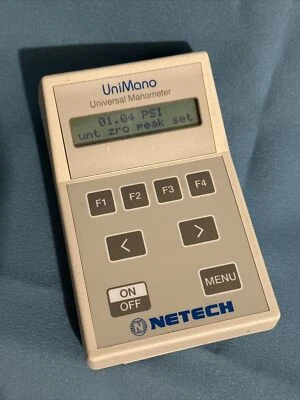 UniMano
Universal Manometer
01.04 PSI
unt zro peak set
F1 F2 F3 F4
< >
ON
OFF
MENU
N NETECH